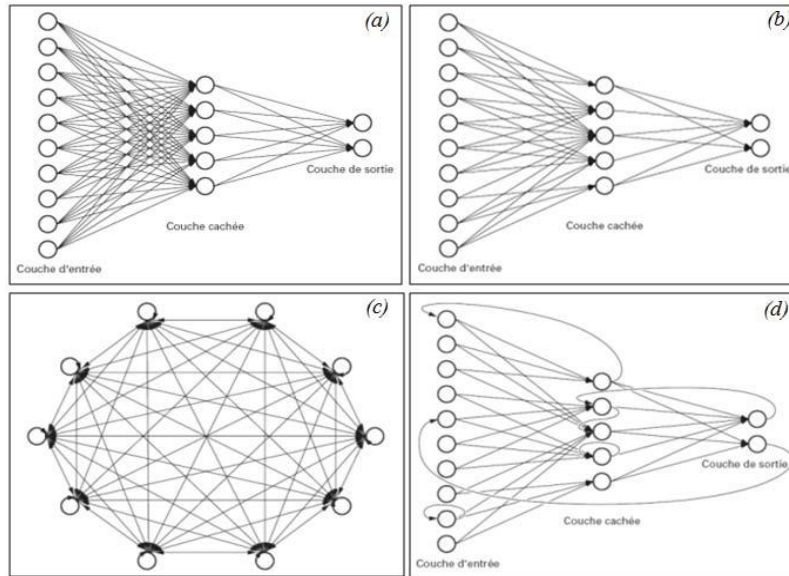 (a)
Couche de sortie
Couche cachée
Couche d'entrée
(b)
Couche de sortie
Couche cachée
Couche d'entrée
(c)
(d)
Couche de sortie
Couche cachée
Couche d'entrée